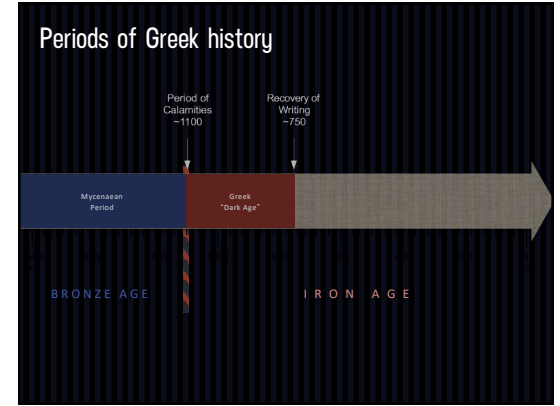 Periods of Greek history
Period of
Calamities
~1100
Recovery of
Writing
~750
Mycenaean
Period
Greek
"Dark Age"
BRONZE AGE
IRON AGE